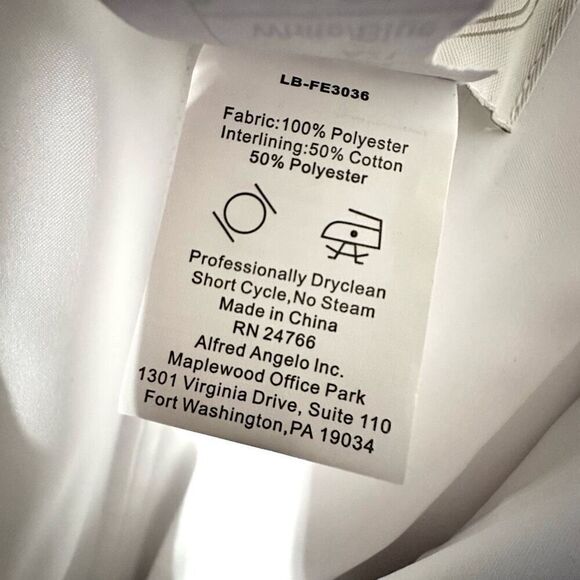 LB-FE3036
Fabric:100% Polyester
Interlining:50% Cotton
50% Polyester
Professionally Dryclean
Short Cycle,No Steam
Made in China
RN 24766
Alfred Angelo Inc.
Maplewood Office Park
1301 Virginia Drive, Suite 110
Fort Washington,PA 19034